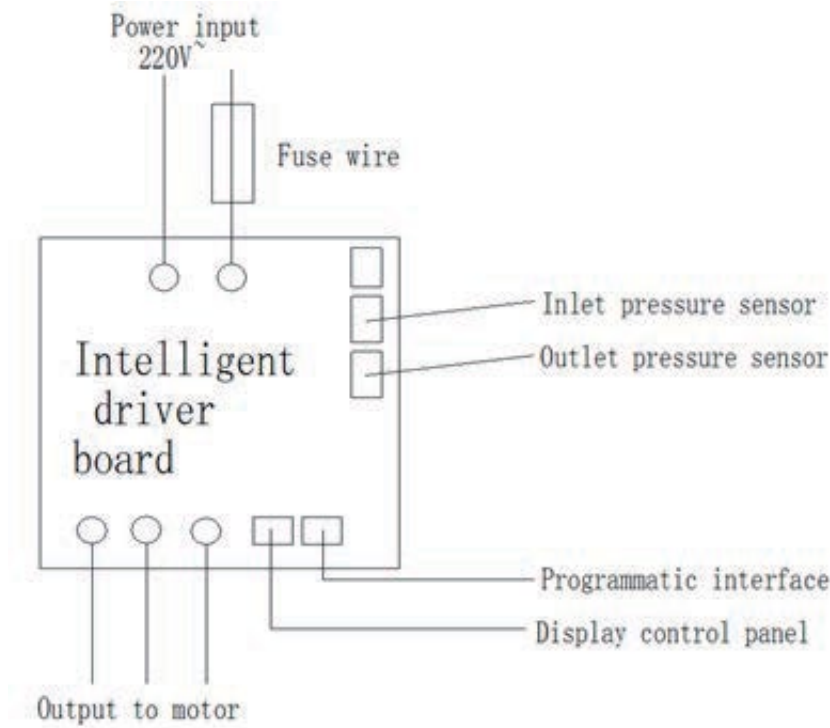 Power input
220V~
Fuse wire
Inlet pressure sensor
Outlet pressure sensor
Intelligent
driver
board
Programmatic interface
Display control panel
Output to motor